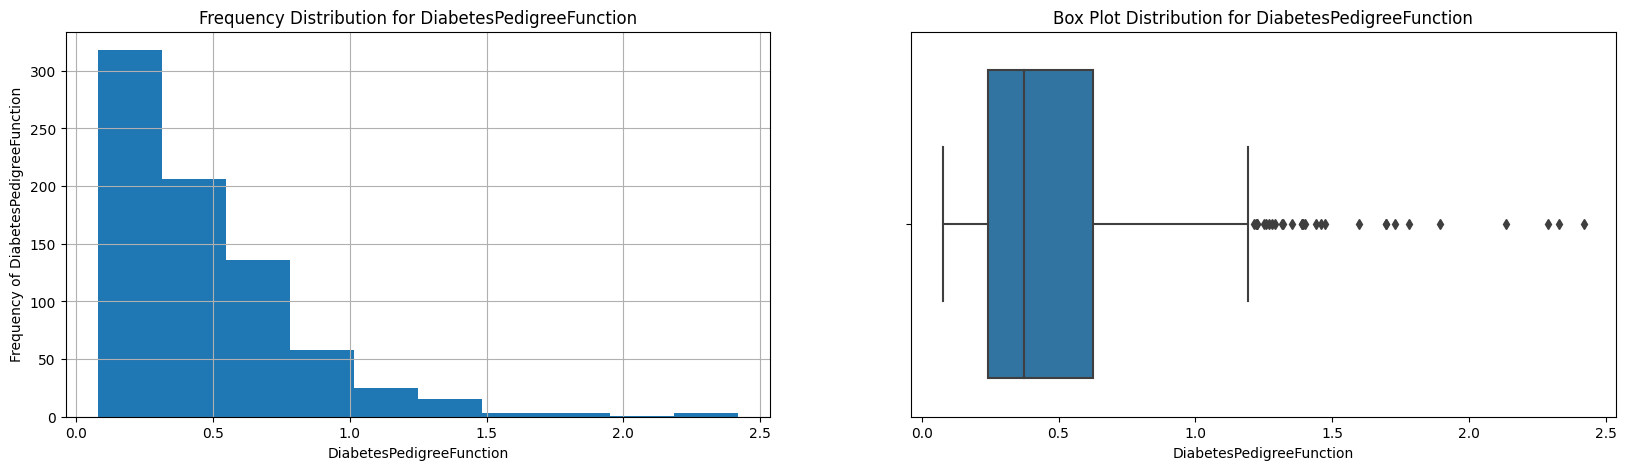 Frequency Distribution for DiabetesPedigreeFunction
Frequency of DiabetesPedigreeFunction
300
250
200
150
100
50
0
0.0 0.5 1.0 1.5 2.0 2.5
DiabetesPedigreeFunction
Box Plot Distribution for DiabetesPedigreeFunction
0.0 0.5 1.0 1.5 2.0 2.5
DiabetesPedigreeFunction